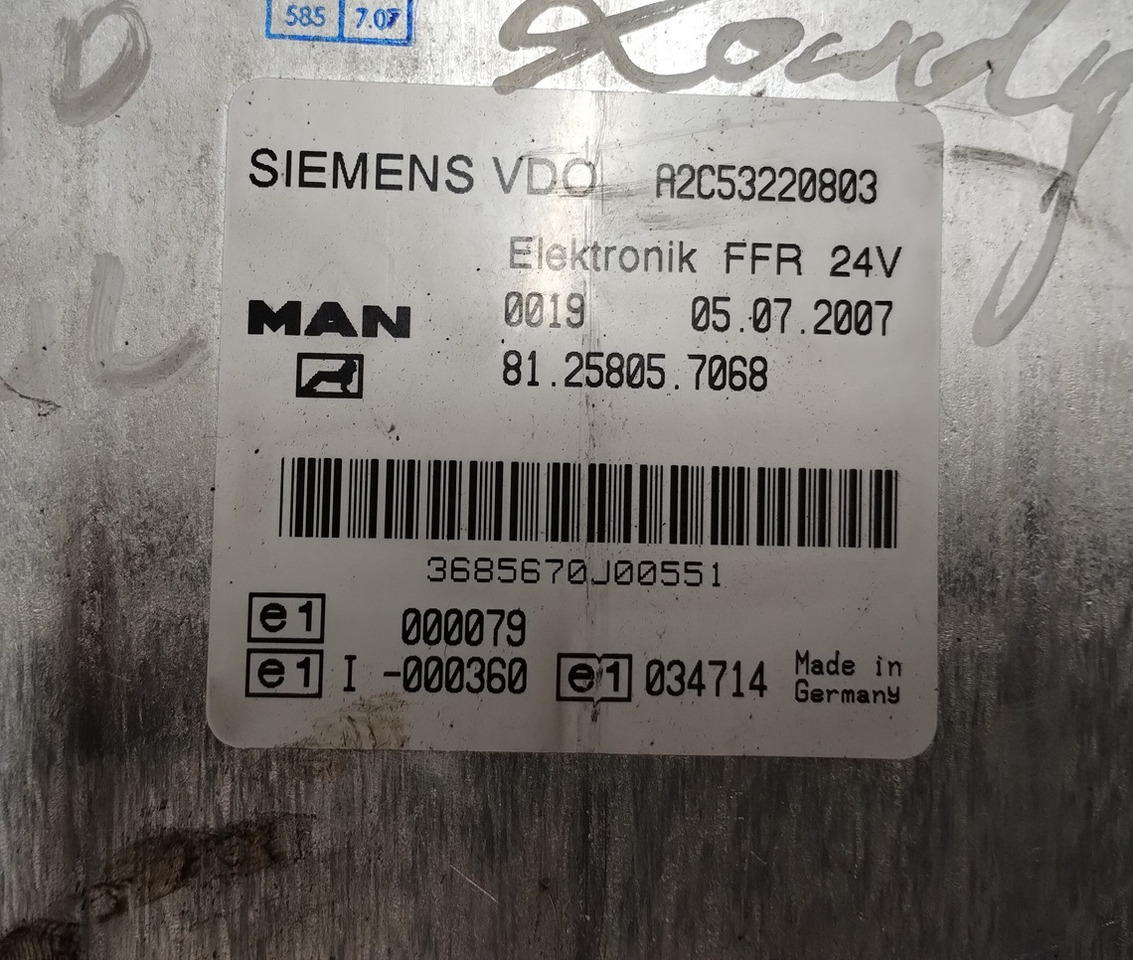 585 7.07
D
SIEMENS VDO A2C53220803
Elektronik FFR 24V
MAN 0019 05.07.2007
81.25805.7068
3685670J00551
e1 000079
e1 I -000360 e1 034714 Made in
Germany